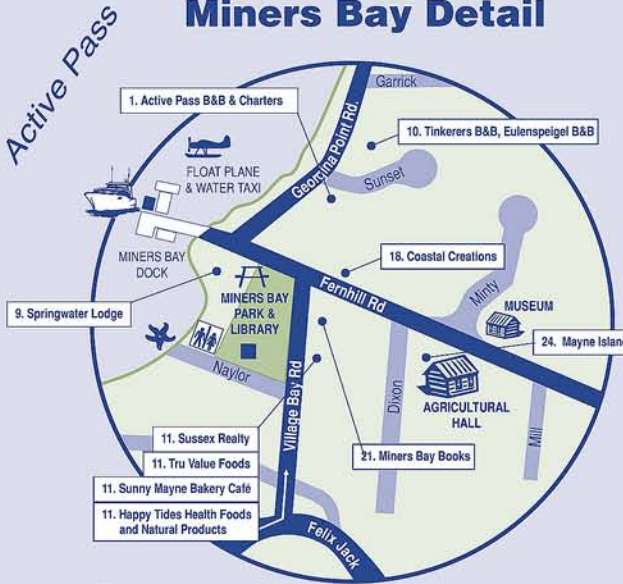 Miners Bay Detail
Active Pass
Garrick
1. Active Pass B&B & Charters
Georgina Point Rd.
10. Tinkerers B&B, Eulenspeigel B&B
FLOAT PLANE
& WATER TAXI
Sunset
MINERS BAY
DOCK
18. Coastal Creations
Fernhill Rd
Minty
MUSEUM
9. Springwater Lodge
MINERS BAY
PARK &
LIBRARY
24. Mayne Island
Naylor
Village Bay Rd
Dixon
AGRICULTURAL
HALL
Mill
11. Sussex Realty
11. Tru Value Foods
21. Miners Bay Books
11. Sunny Mayne Bakery Café
11. Happy Tides Health Foods
and Natural Products
Felix Jack